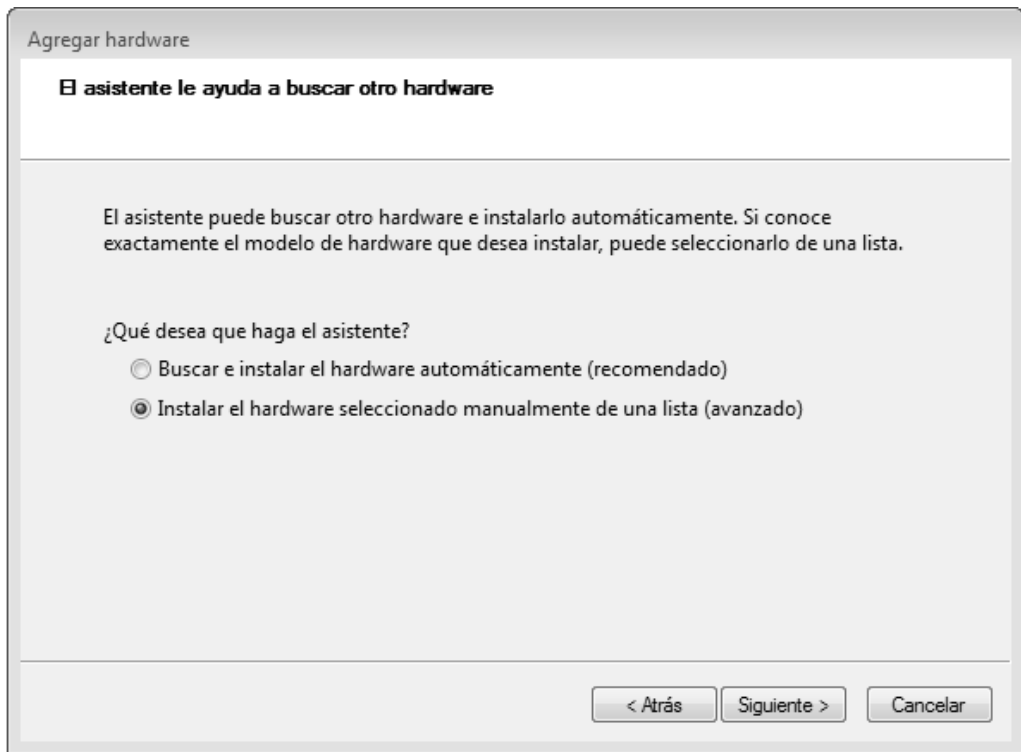 Agregar hardware
El asistente le ayuda a buscar otro hardware
El asistente puede buscar otro hardware e instalarlo automáticamente. Si conoce
exactamente el modelo de hardware que desea instalar, puede seleccionarlo de una lista.
¿Qué desea que haga el asistente?
Buscar e instalar el hardware automáticamente (recomendado)
Instalar el hardware seleccionado manualmente de una lista (avanzado)
< Atrás Siguiente > Cancelar